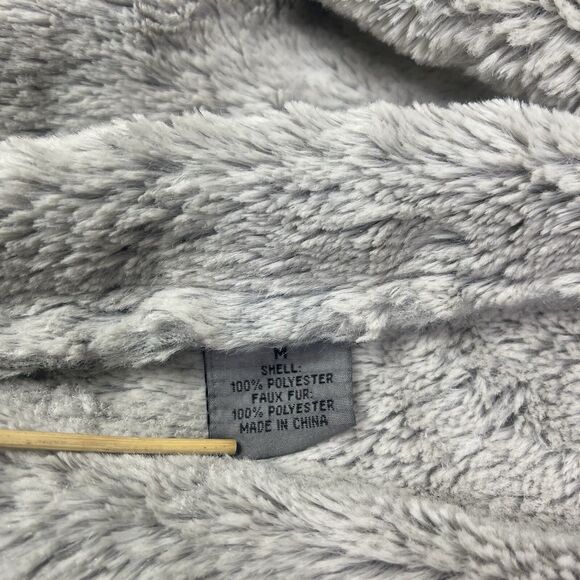 M
SHELL:
100% POLYESTER
FAUX FUR:
100% POLYESTER
MADE IN CHINA